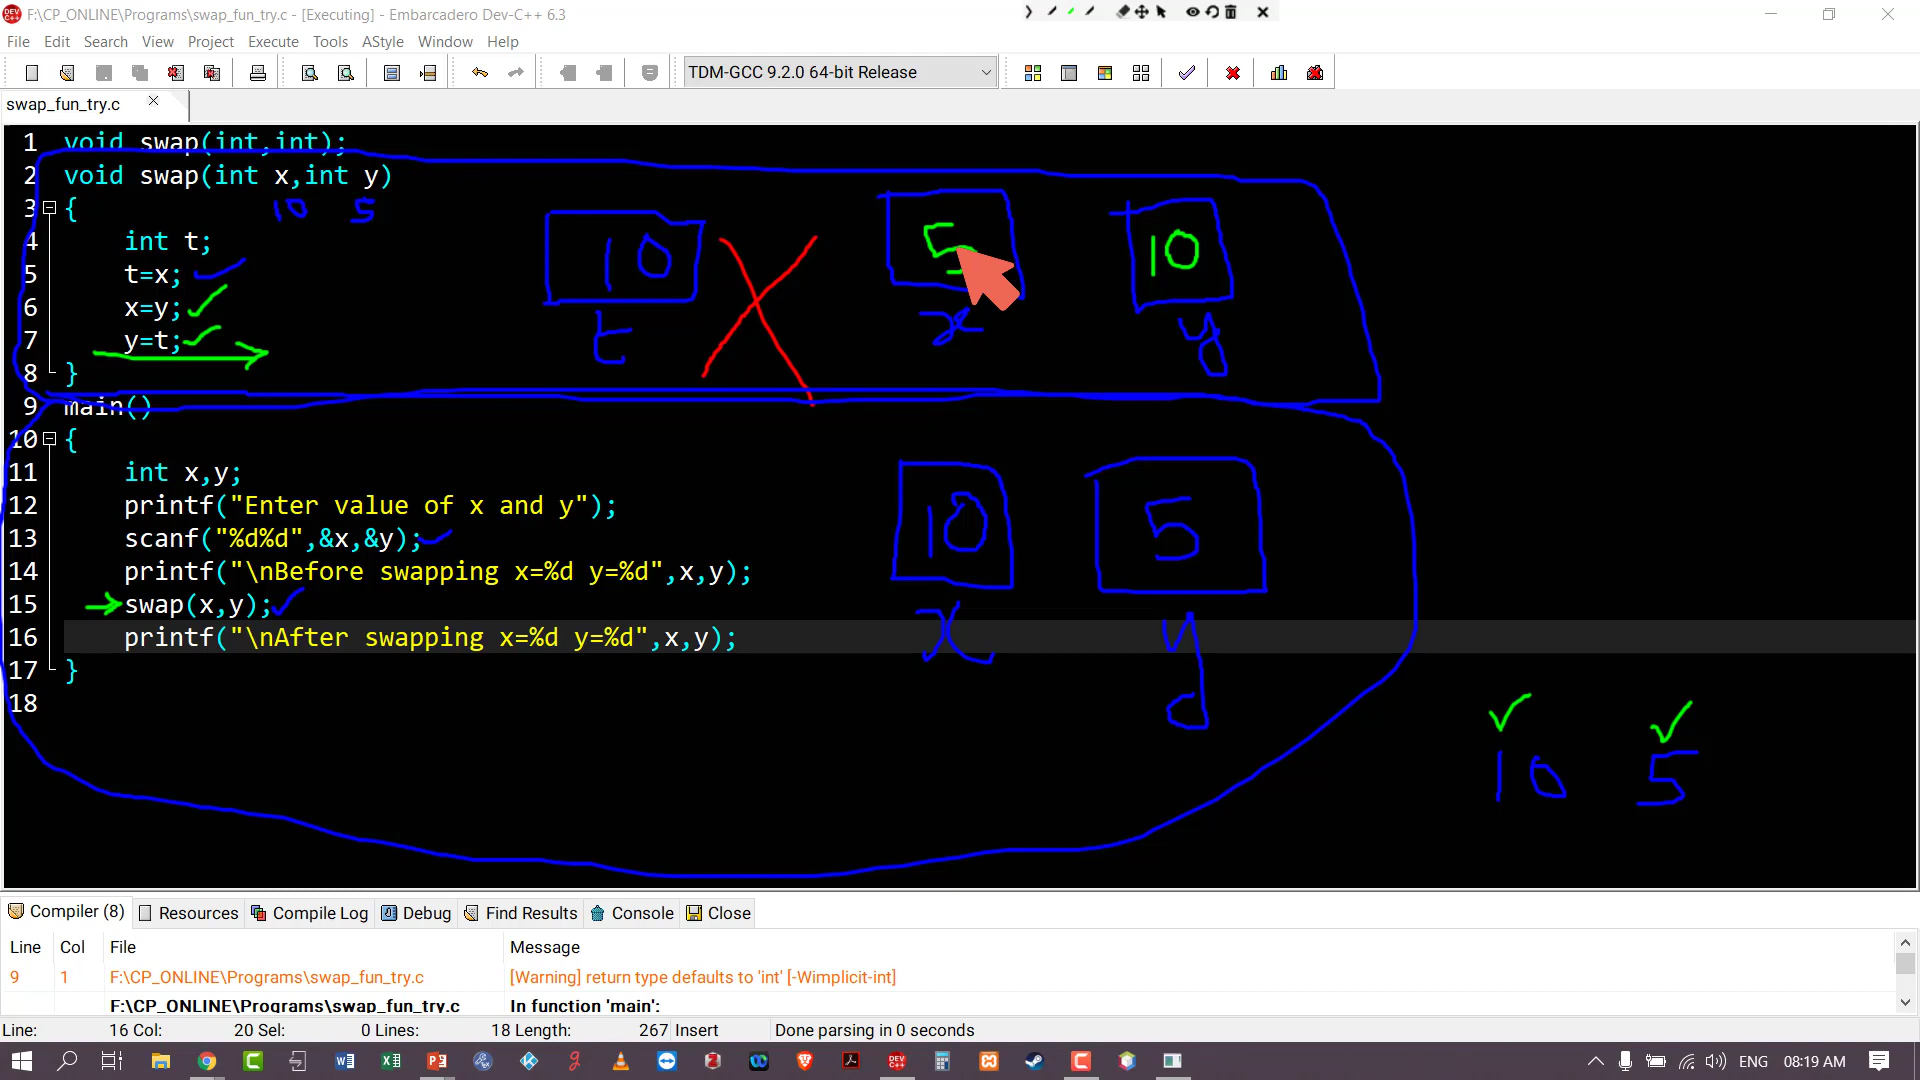 F:\CP_ONLINE\Programs\swap_fun_try.c - [Executing] - Embarcadero Dev-C++ 6.3
File Edit Search View Project Execute Tools AStyle Window Help
TDM-GCC 9.2.0 64-bit Release
swap_fun_try.c
1 void swap(int,int);
2 void swap(int x,int y)
3 { 10 5
4 int t;
5 t=x;
6 x=y;
7 y=t;
8 }
10 5 10
t x y
9 main()
10 {
11 int x,y;
12 printf("Enter value of x and y");
13 scanf("%d%d",&x,&y);
14 printf("\nBefore swapping x=%d y=%d",x,y);
15 swap(x,y);
16 printf("\nAfter swapping x=%d y=%d",x,y);
17 }
18
10 5
x y
10 5
Compiler (8) Resources Compile Log Debug Find Results Console Close
Line Col File Message
9 1 F:\CP_ONLINE\Programs\swap_fun_try.c [Warning] return type defaults to 'int' [-Wimplicit-int]
F:\CP_ONLINE\Programs\swap_fun_try.c In function 'main':
Line: 16 Col: 20 Sel: 0 Lines: 18 Length: 267 Insert Done parsing in 0 seconds
ENG 08:19 AM